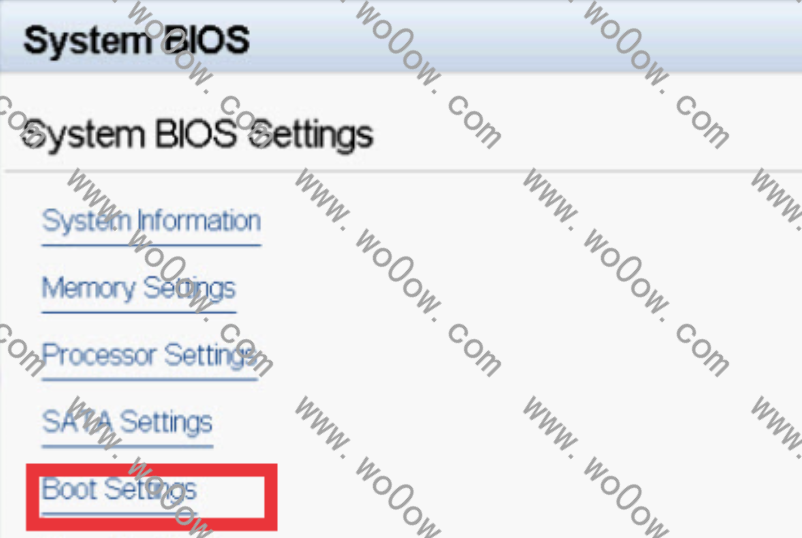 System BIOS
System BIOS Settings
System Information
Memory Settings
Processor Settings
SATA Settings
Boot Settings
www.wo0ow.com